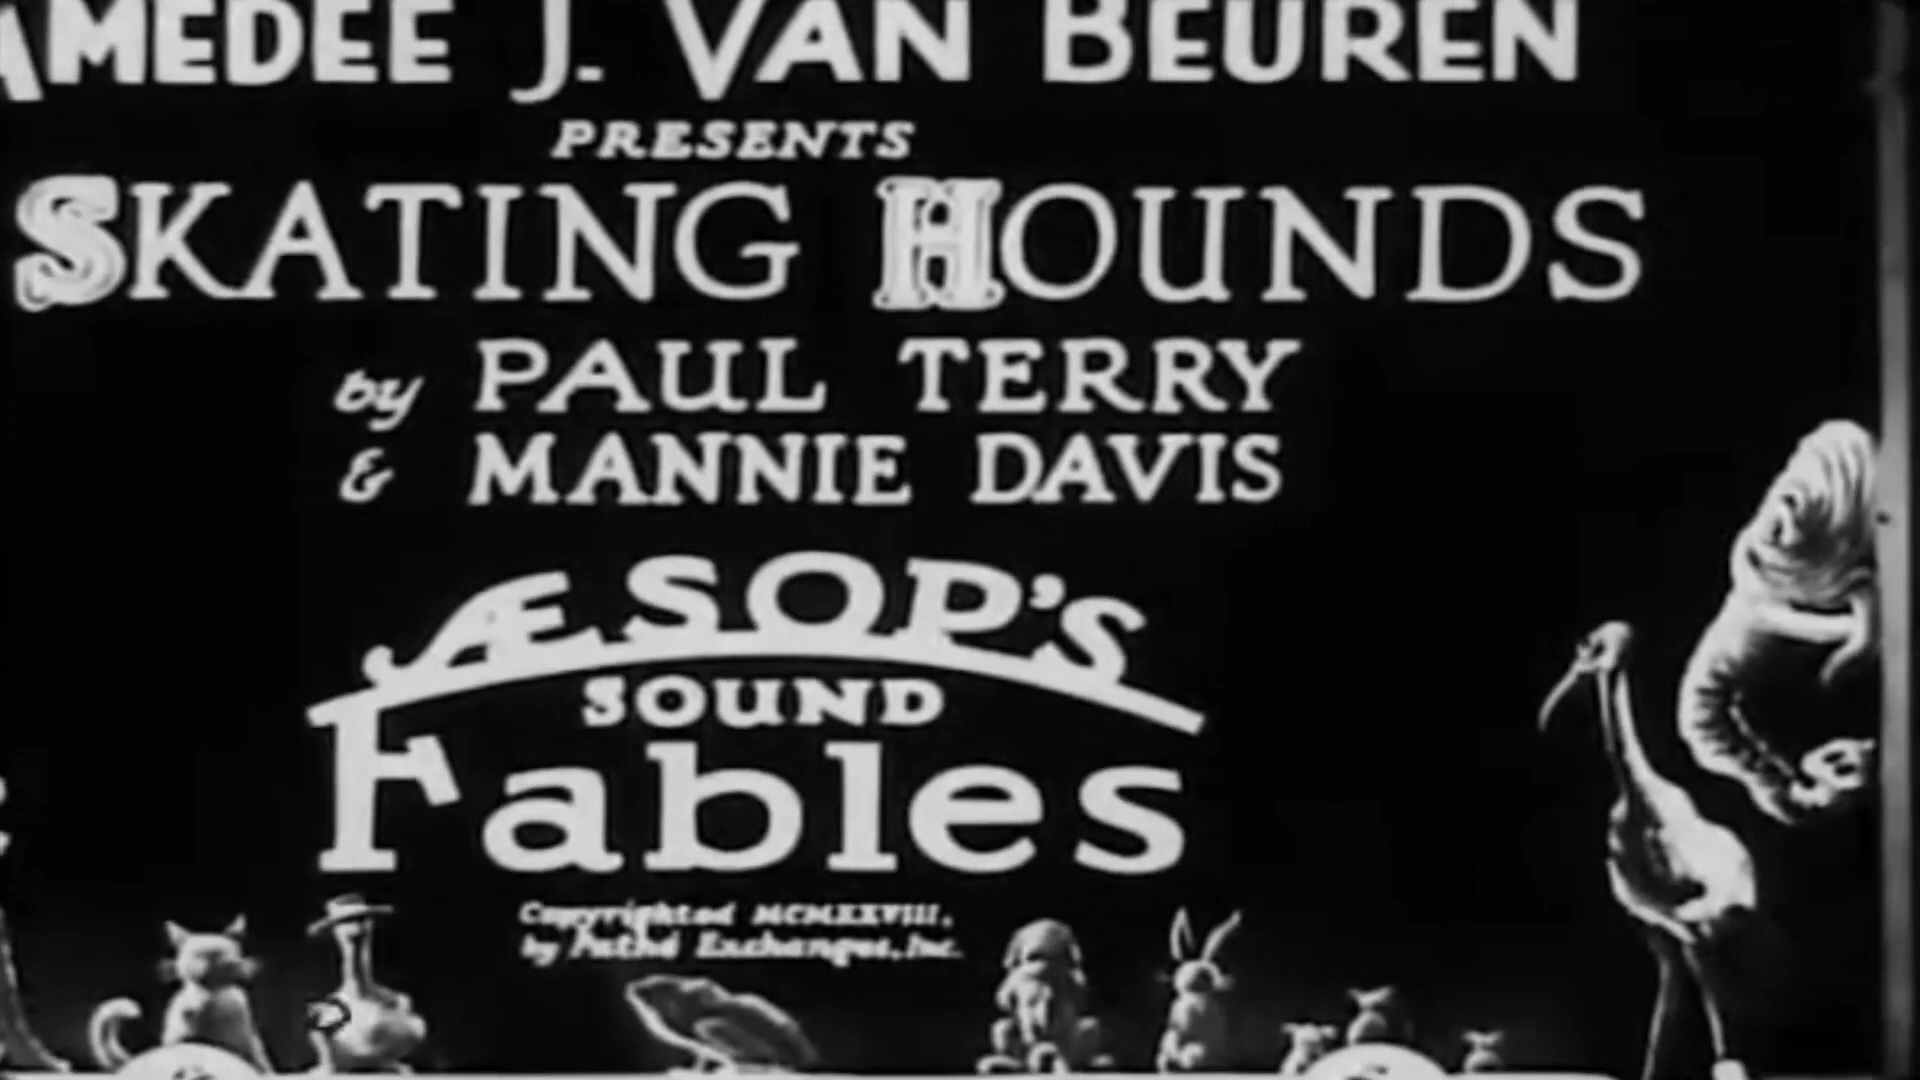 AMEDEE J. VAN BEUREN
PRESENTS
SKATING HOUNDS
by PAUL TERRY
& MANNIE DAVIS
ÆSOP'S
SOUND
Fables
Copyrighted MCMXXVIII.
by Pathé Exchanges, Inc.